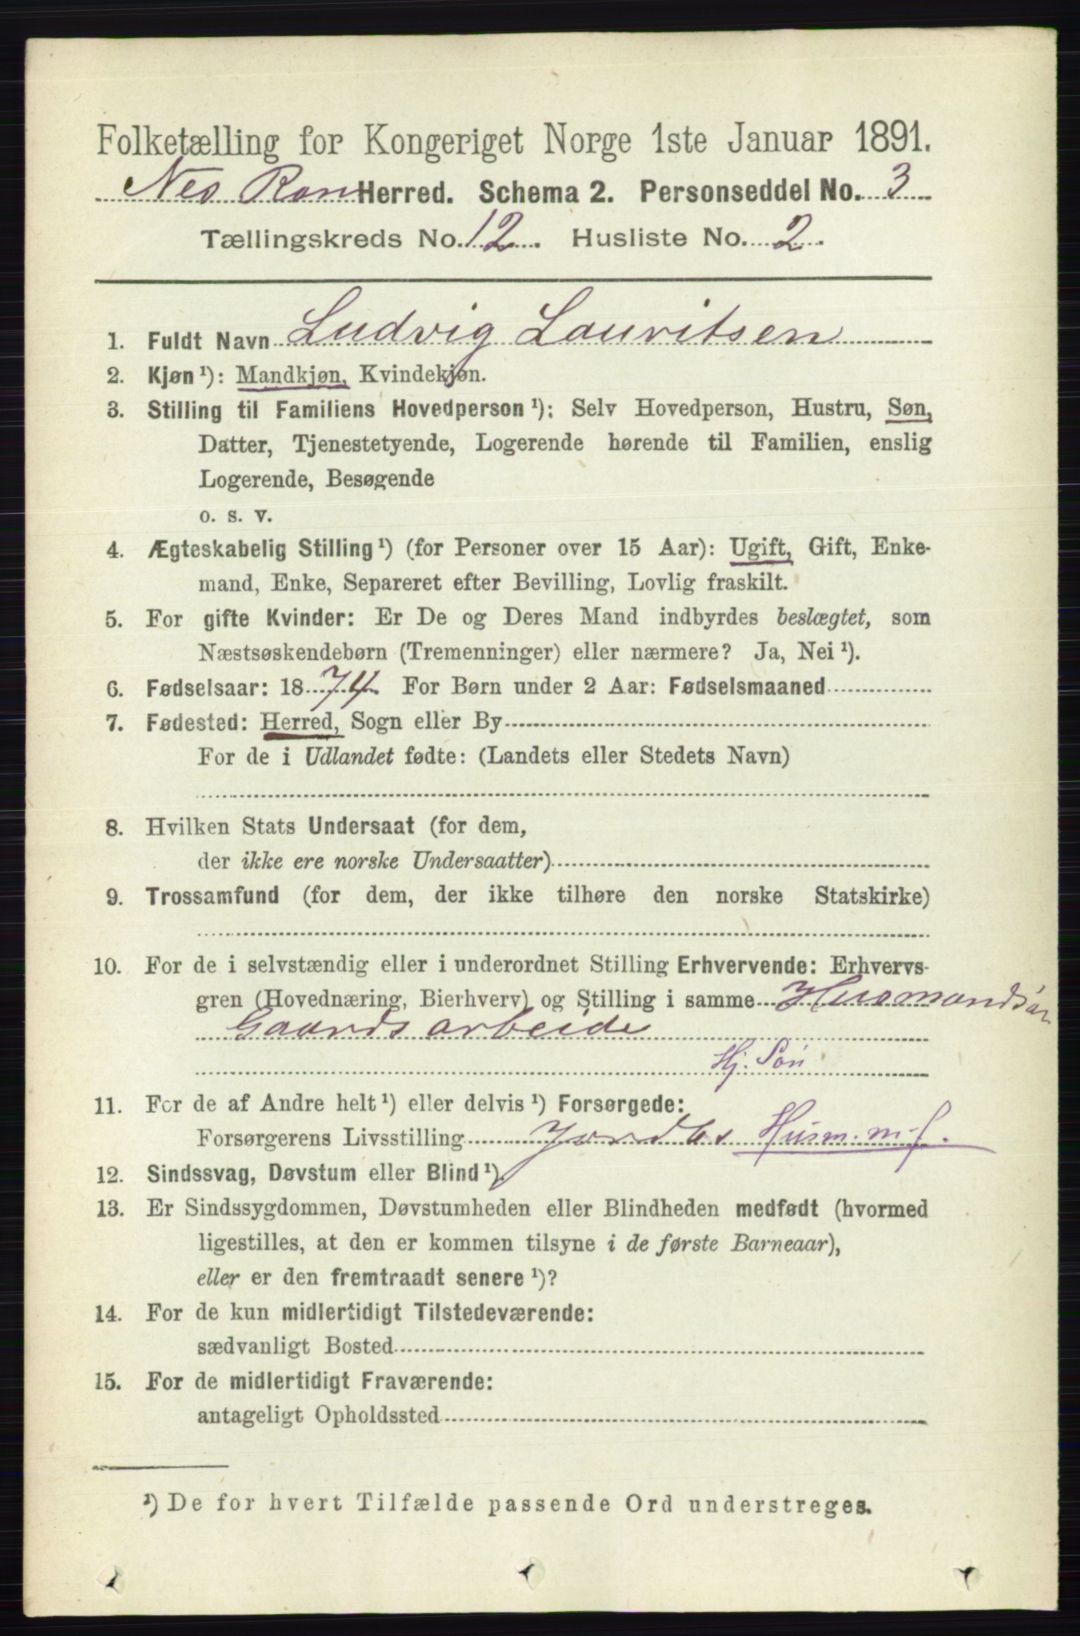 Folketælling for Kongeriget Norge 1ste Januar 1891.
Herred. Schema 2. Personseddel No. 3
Tællingskreds No. 12. Husliste No. 2.
1. Fuldt Navn Ludvig Lauritsen
2. Kjøn ¹): Mandkjøn, Kvindekjøn.
3. Stilling til Familiens Hovedperson ¹): Selv Hovedperson, Hustru, Søn,
Datter, Tjenestetyende, Logerende hørende til Familien, enslig
Logerende, Besøgende
o. s. v.
4. Ægteskabelig Stilling ¹) (for Personer over 15 Aar): Ugift, Gift, Enke-
mand, Enke, Separeret efter Bevilling, Lovlig fraskilt.
5. For gifte Kvinder: Er De og Deres Mand indbyrdes beslægtet, som
Næstsøskendebørn (Tremenninger) eller nærmere? Ja, Nei ¹).
6. Fødselsaar: 1874. For Børn under 2 Aar: Fødselsmaaned
7. Fødested: Herred, Sogn eller By
For de i Udlandet fødte: (Landets eller Stedets Navn)
8. Hvilken Stats Undersaat (for dem,
der ikke ere norske Undersaatter)
9. Trossamfund (for dem, der ikke tilhøre den norske Statskirke)
10. For de i selvstændig eller i underordnet Stilling Erhvervende: Erhvervs-
gren (Hovednæring, Bierhverv) og Stilling i samme Husmandsøn
Gaardsarbeide
Hj. Søn
11. For de af Andre helt ¹) eller delvis ¹) Forsørgede:
Forsørgerens Livsstilling Husm. m. J.
12. Sindssvag, Døvstum eller Blind ¹).
13. Er Sindssygdommen, Døvstumheden eller Blindheden medfødt (hvormed
ligestilles, at den er kommen tilsyne i de første Barneaar),
eller er den fremtraadt senere ¹)?
14. For de kun midlertidigt Tilstedeværende:
sædvanligt Bosted
15. For de midlertidigt Fraværende:
antageligt Opholdssted
¹) De for hvert Tilfælde passende Ord understreges.